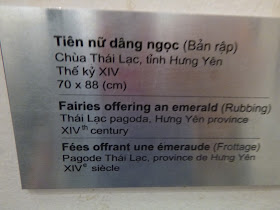 Tiên nữ dâng ngọc (Bản rập)
Chùa Thái Lạc, tỉnh Hưng Yên
Thế kỷ XIV
70 x 88 (cm)
Fairies offering an emerald (Rubbing)
Thái Lạc pagoda, Hưng Yên province
XIVth century
Fées offrant une émeraude (Frottage)
Pagode Thái Lạc, province de Hưng Yên
XIVe siècle